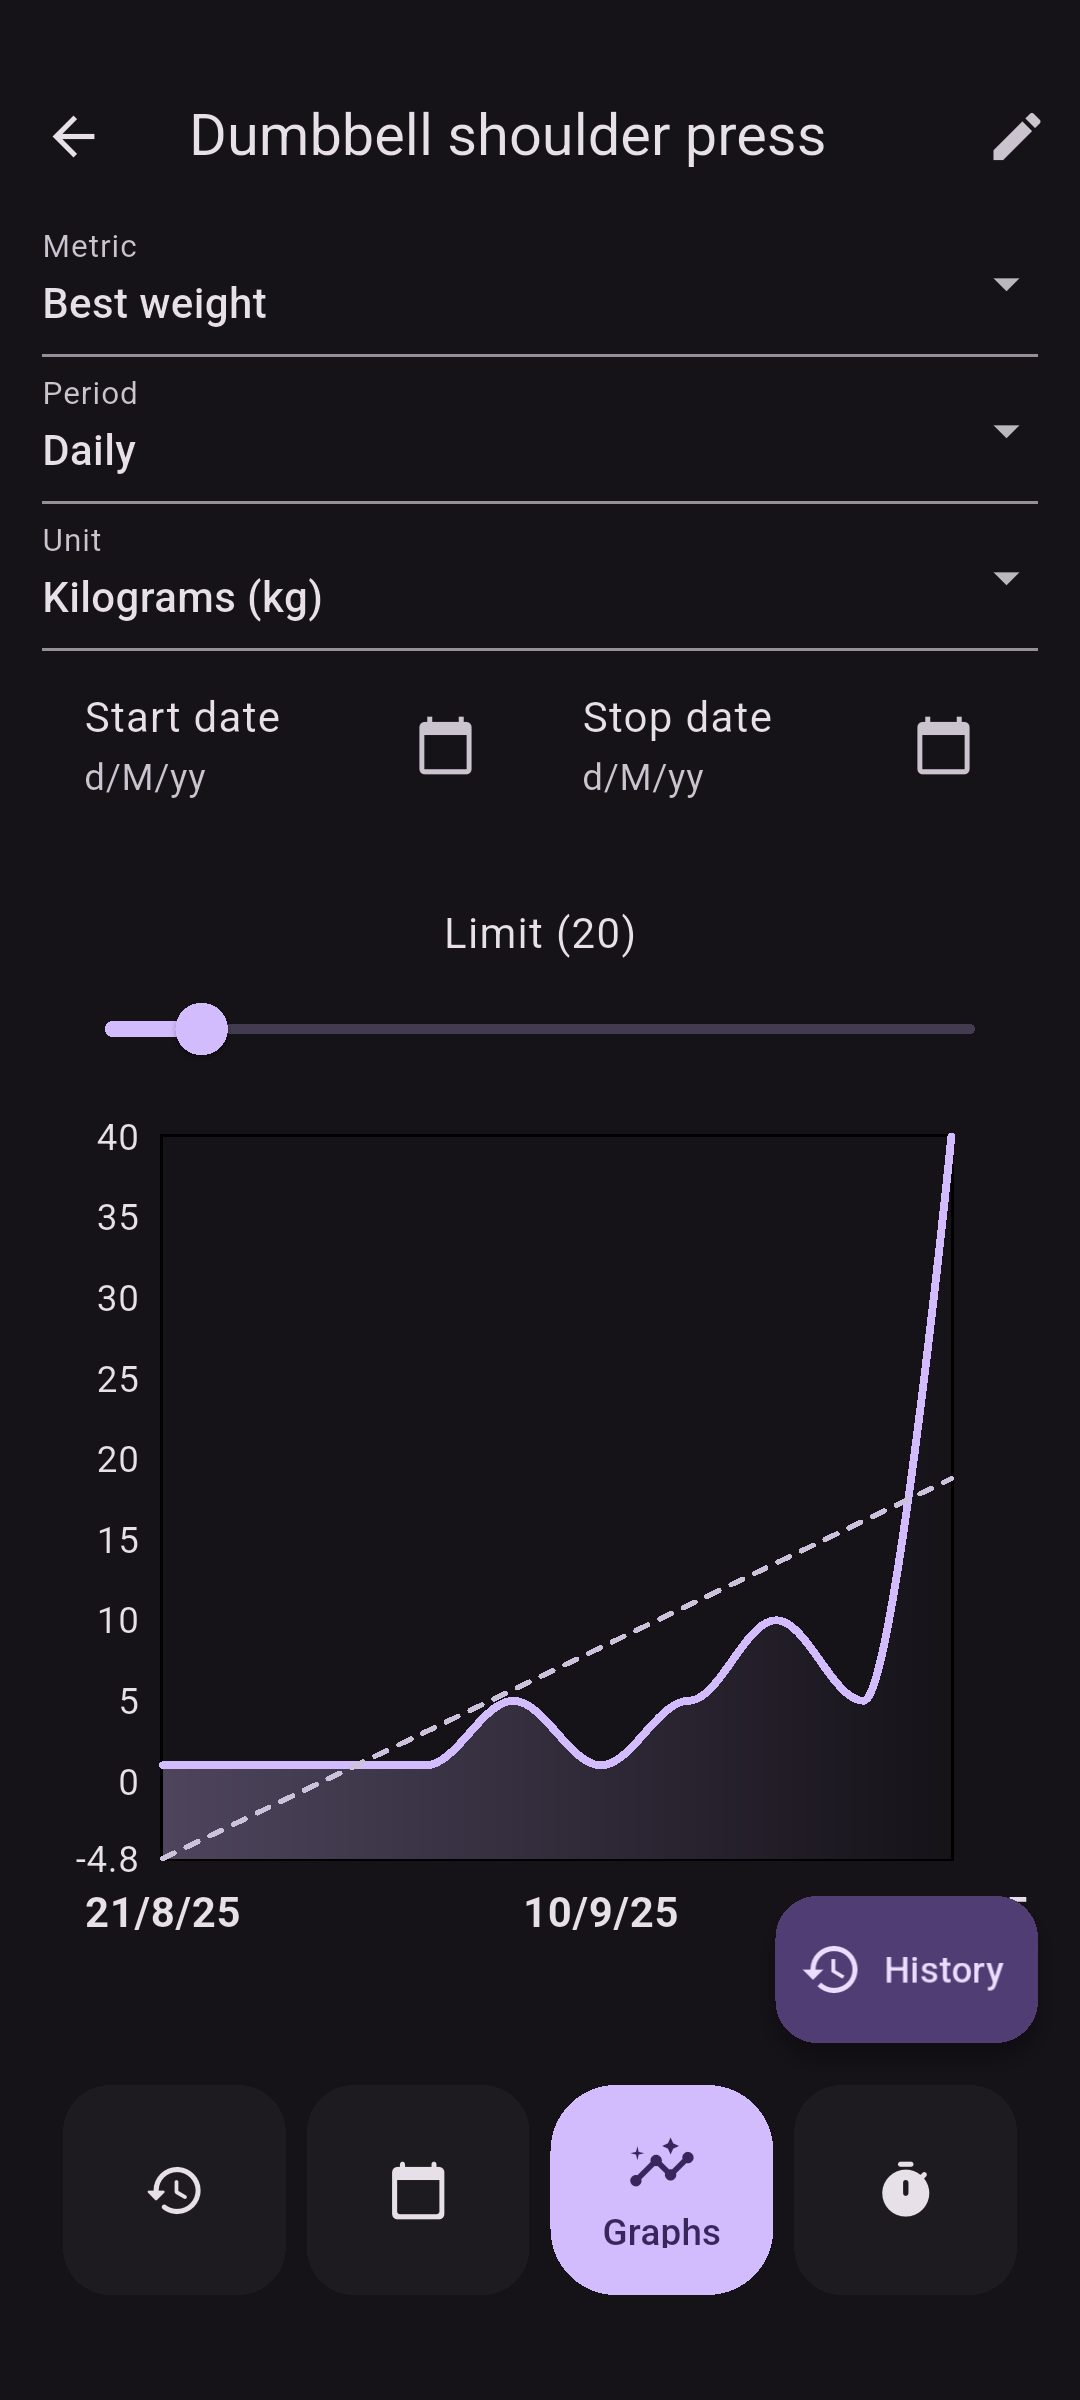 Dumbbell shoulder press
Metric
Best weight
Period
Daily
Unit
Kilograms (kg)
Start date
d/M/yy
Stop date
d/M/yy
Limit (20)
40
35
30
25
20
15
10
5
0
-4.8
21/8/25
10/9/25
History
Graphs